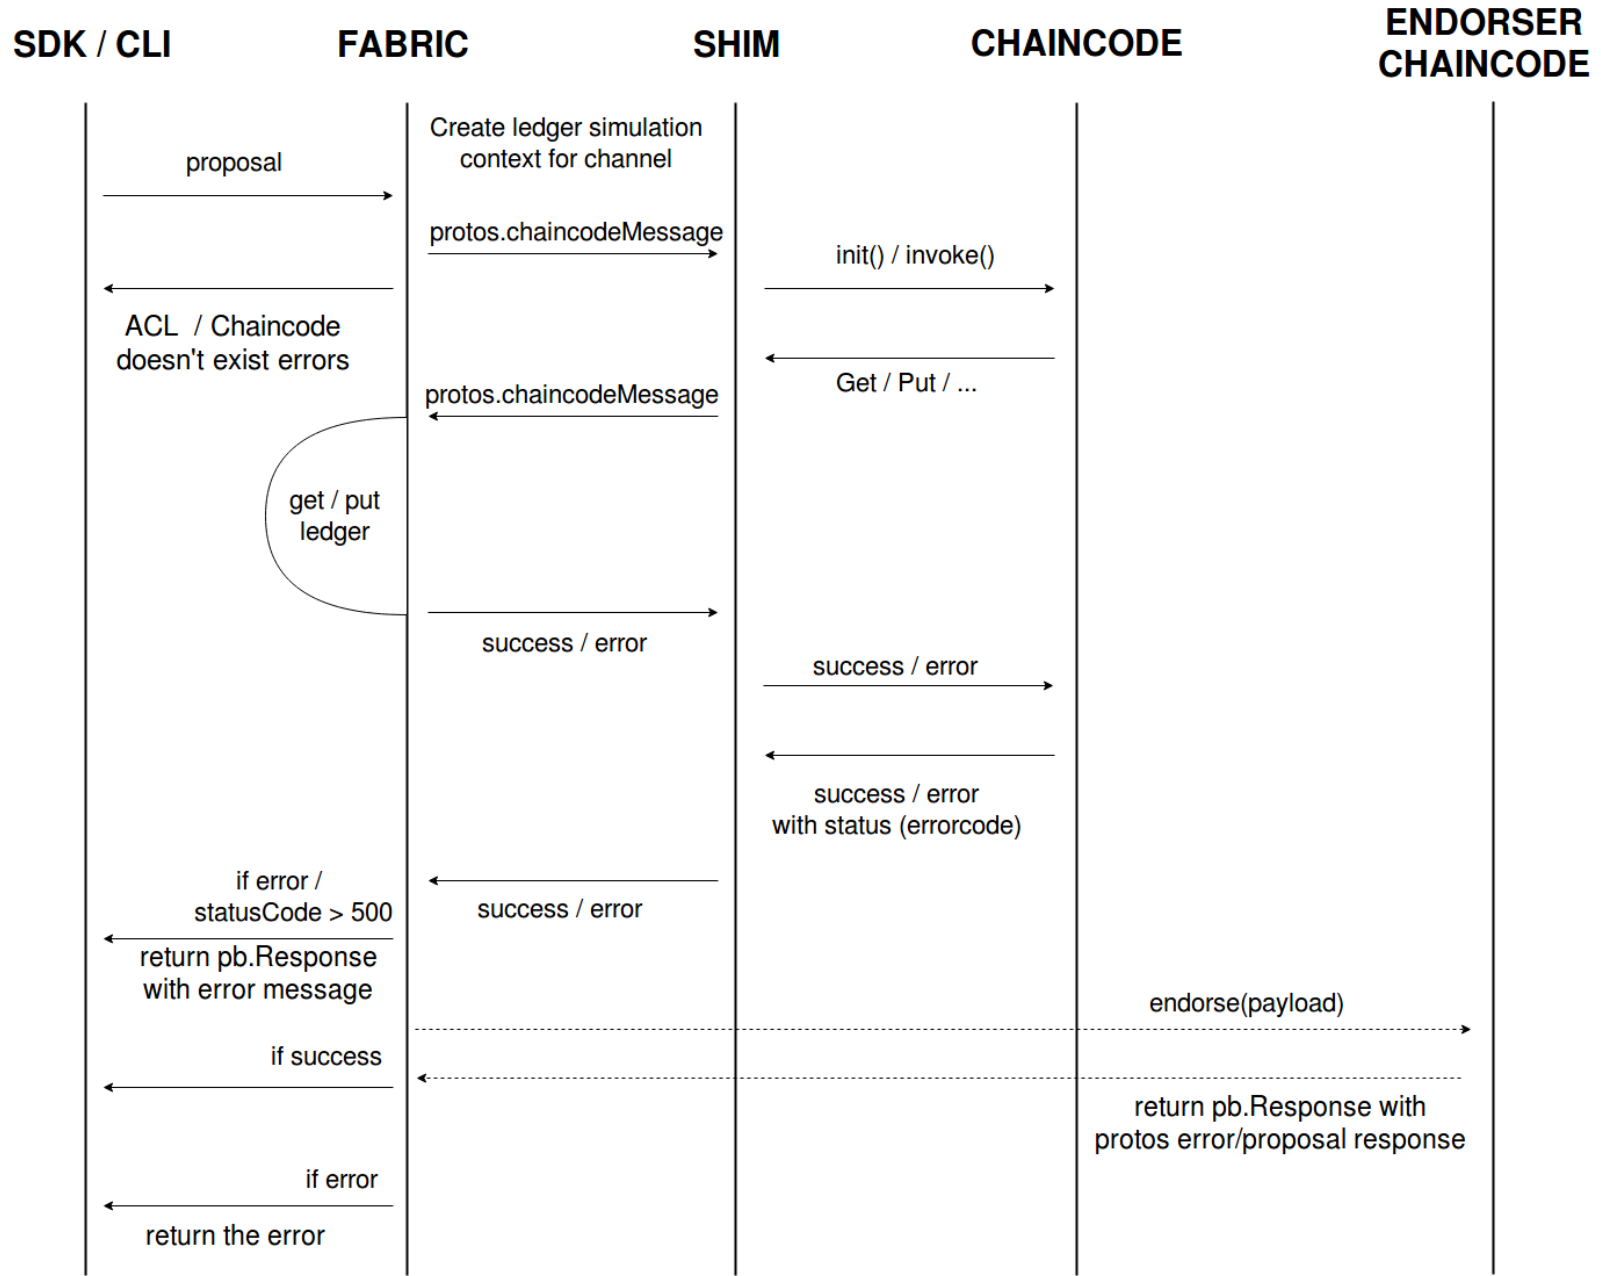 SDK / CLI
FABRIC
SHIM
CHAINCODE
ENDORSER
CHAINCODE
Create ledger simulation
context for channel
proposal
protos.chaincodeMessage
init() / invoke()
ACL  / Chaincode
doesn't exist errors
Get / Put / ...
protos.chaincodeMessage
get / put
ledger
success / error
success / error
success / error
with status (errorcode)
if error /
statusCode > 500
success / error
return pb.Response
with error message
endorse(payload)
if success
return pb.Response with
protos error/proposal response
if error
return the error